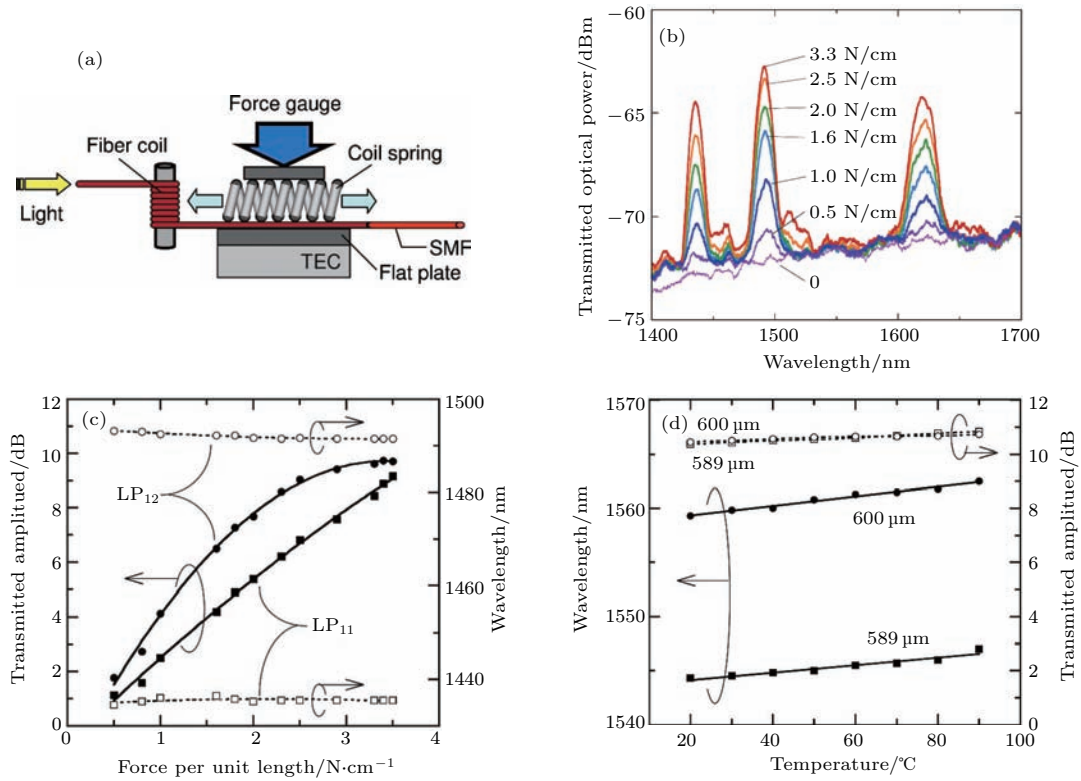 (a)
Force gauge
Fiber coil
Coil spring
Light
SMF
TEC
Flat plate
(b)
Transmitted optical power/dBm
−60
−65
−70
−75
3.3 N/cm
2.5 N/cm
2.0 N/cm
1.6 N/cm
1.0 N/cm
0.5 N/cm
0
1400 1500 1600 1700
Wavelength/nm
(c)
Transmitted amplitued/dB
12
10
8
6
4
2
1
0
LP12
LP11
1500
1480
1460
1440
Wavelength/nm
0 1 2 3 4
Force per unit length/N·cm−1
(d)
Wavelength/nm
1570
1560
1550
1540
600 µm
589 µm
600 µm
589 µm
12
10
8
6
4
2
0
Transmitted amplitued/dB
20 40 60 80 100
Temperature/℃